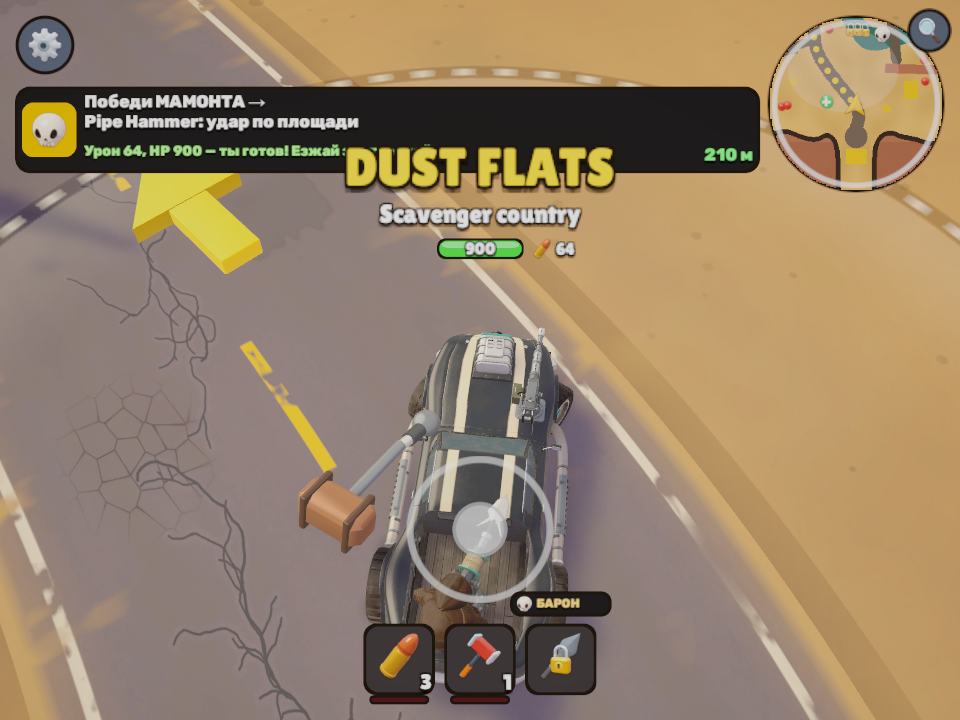 Победи МАМОНТА →
Pipe Hammer: удар по площади
Урон 64, HP 900 – ты готов! Езжай
210 м
DUST FLATS
Scavenger country
900
64
БАРОН
3
1